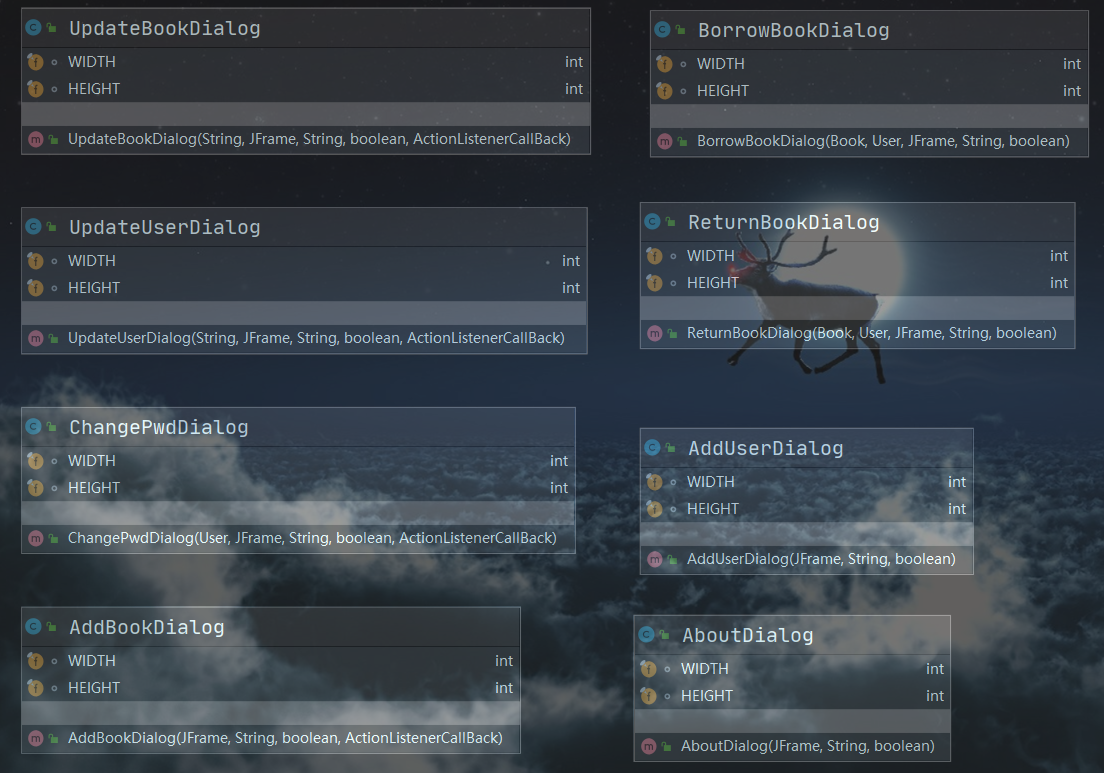 UpdateBookDialog
WIDTH int
HEIGHT int
UpdateBookDialog(String, JFrame, String, boolean, ActionListenerCallBack)
BorrowBookDialog
WIDTH int
HEIGHT int
BorrowBookDialog(Book, User, JFrame, String, boolean)
UpdateUserDialog
WIDTH int
HEIGHT int
UpdateUserDialog(String, JFrame, String, boolean, ActionListenerCallBack)
ReturnBookDialog
WIDTH int
HEIGHT int
ReturnBookDialog(Book, User, JFrame, String, boolean)
ChangePwdDialog
WIDTH int
HEIGHT int
ChangePwdDialog(User, JFrame, String, boolean, ActionListenerCallBack)
AddUserDialog
WIDTH int
HEIGHT int
AddUserDialog(JFrame, String, boolean)
AddBookDialog
WIDTH int
HEIGHT int
AddBookDialog(JFrame, String, boolean, ActionListenerCallBack)
AboutDialog
WIDTH int
HEIGHT int
AboutDialog(JFrame, String, boolean)